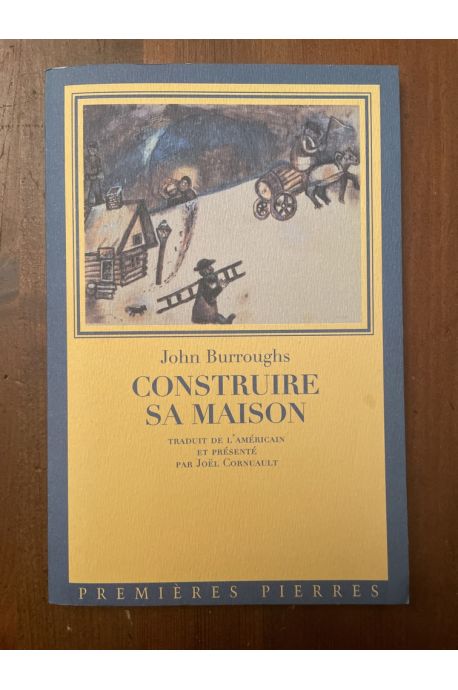 John Burroughs
CONSTRUIRE
SA MAISON
TRADUIT DE L'AMÉRICAIN
ET PRÉSENTÉ
PAR JOËL CORNUAULT
PREMIÈRES PIERRES